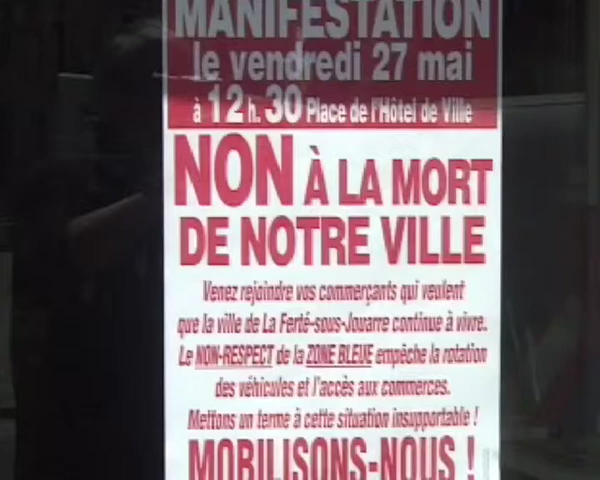 MANIFESTATION
le vendredi 27 mai
à 12 h. 30 Place de l'Hôtel de Ville
NON À LA MORT
DE NOTRE VILLE
Venez rejoindre vos commerçants qui veulent
que la ville de La Ferté-sous-Jouarre continue à vivre.
Le NON-RESPECT de la ZONE BLEUE empêche la rotation
des véhicules et l'accès aux commerces.
Mettons un terme à cette situation insupportable !
MOBILISONS-NOUS !